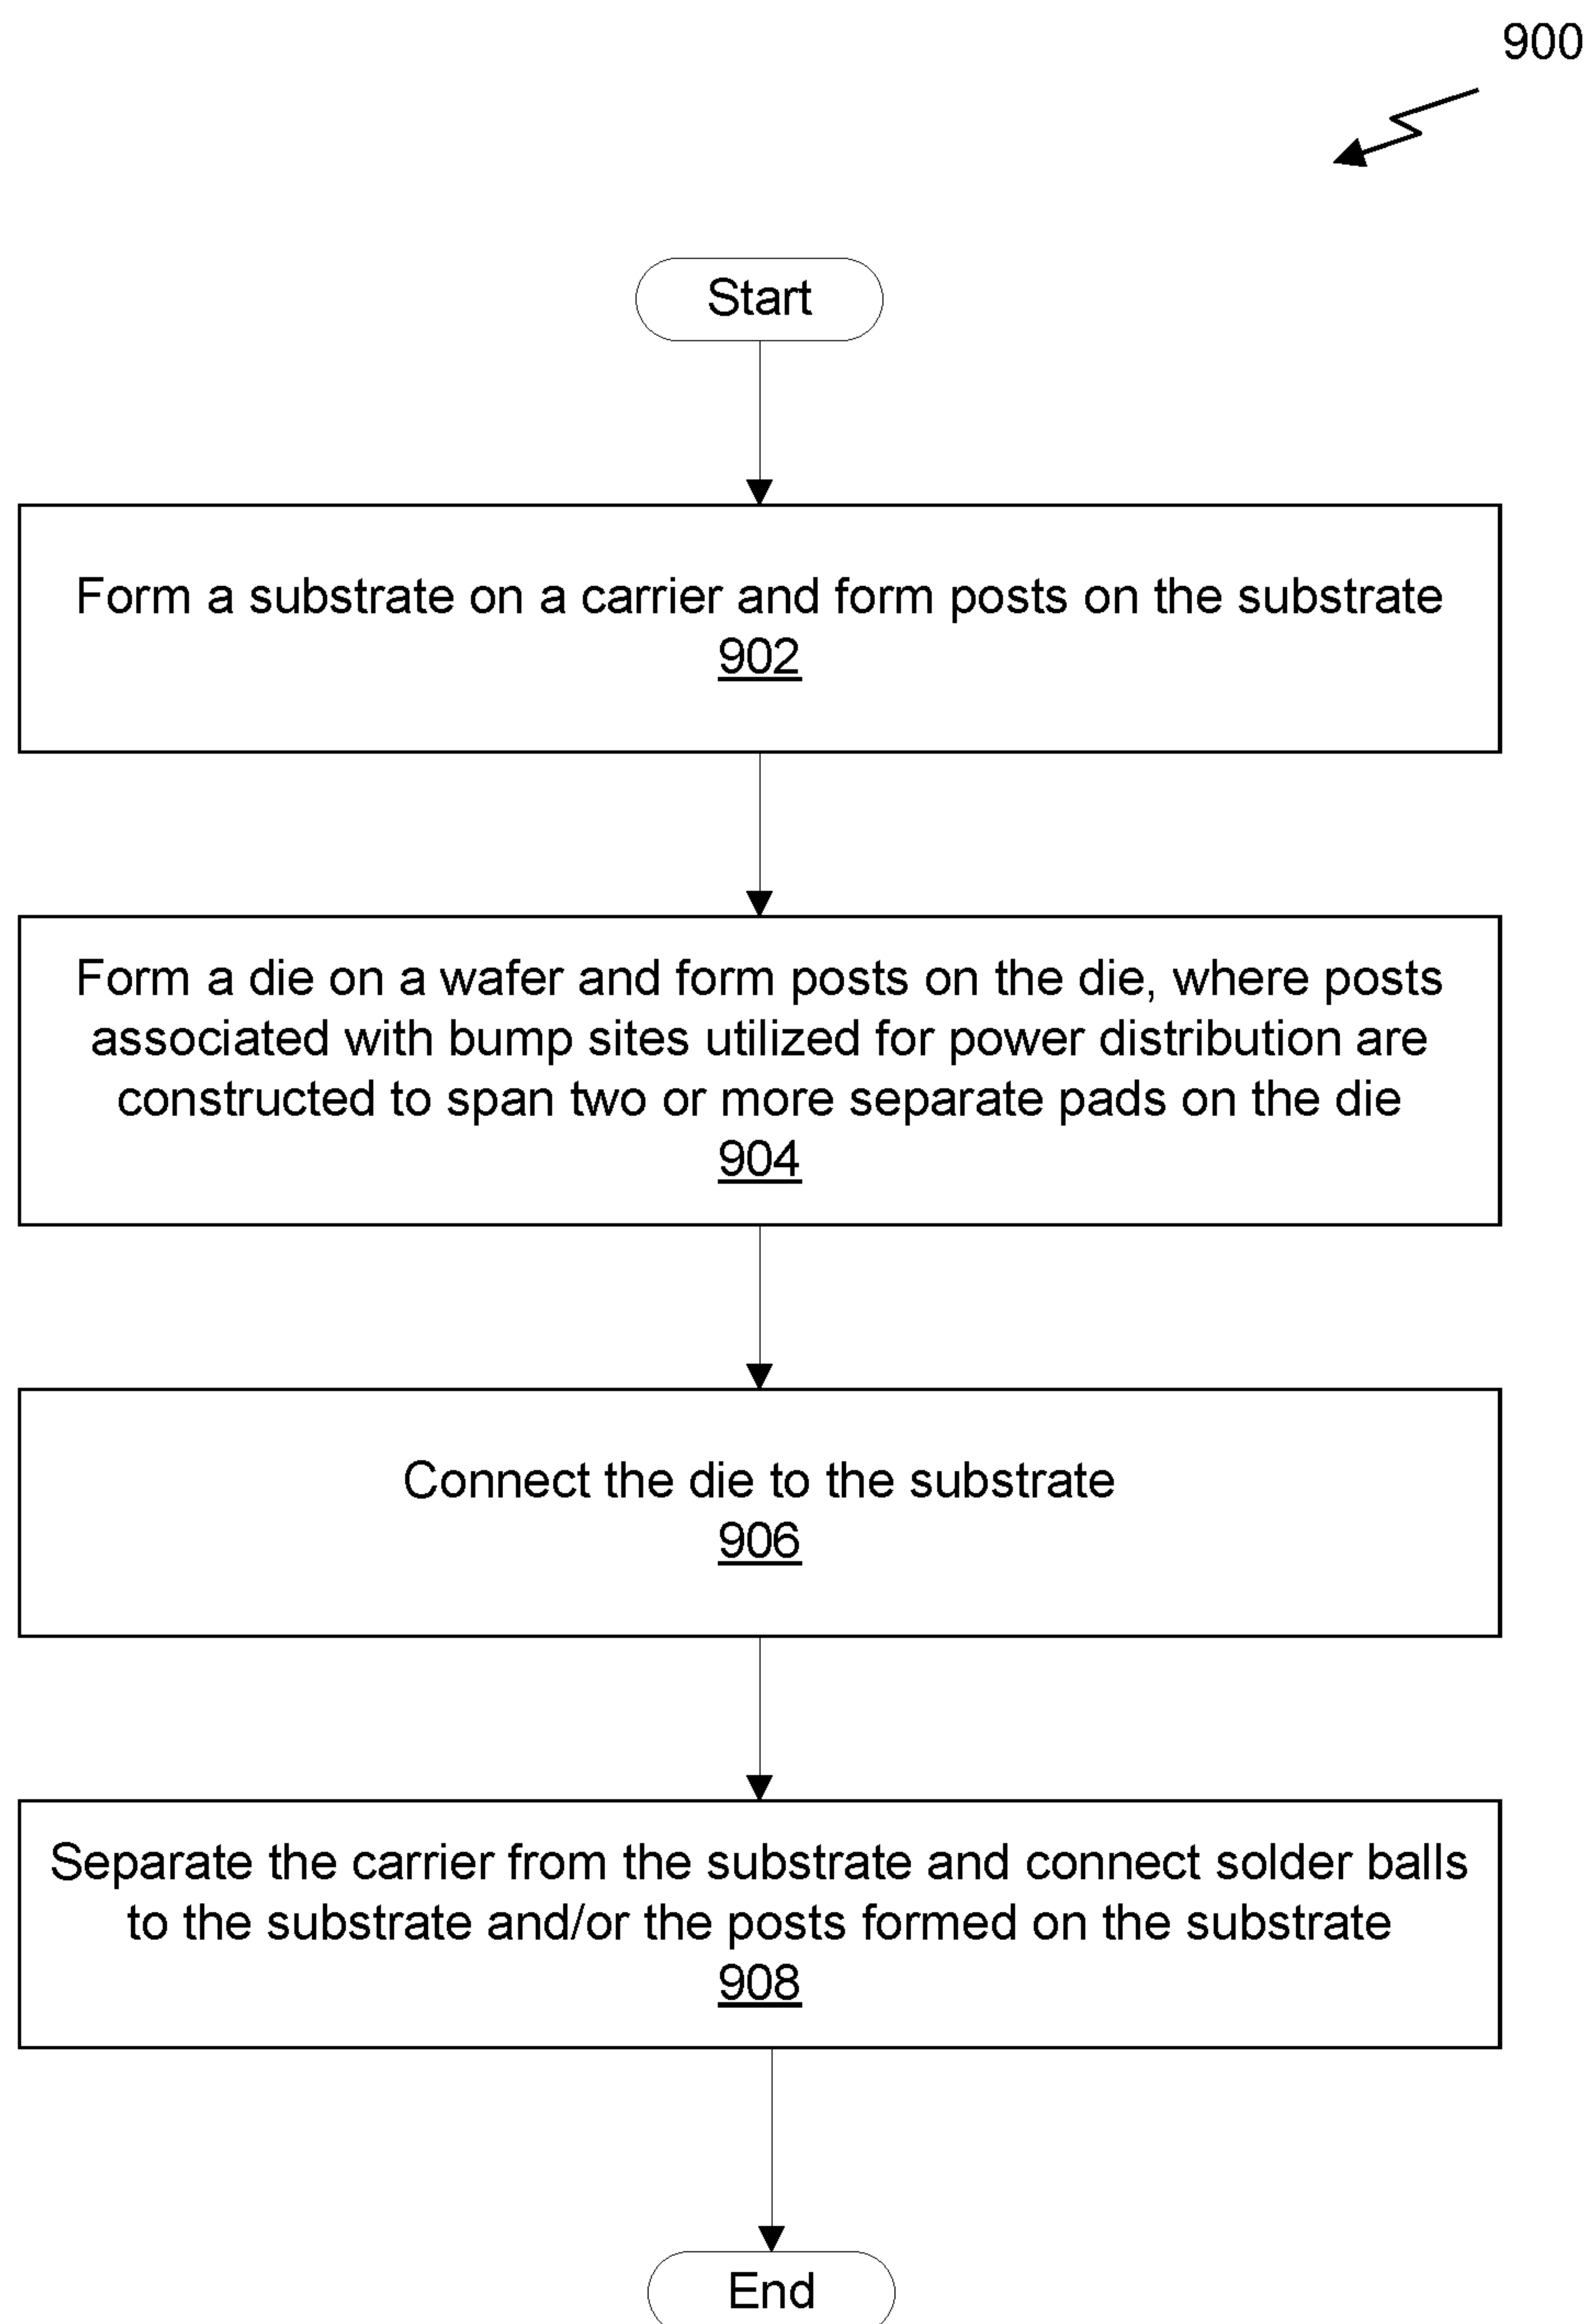 900
Start
Form a substrate on a carrier and form posts on the substrate
902
Form a die on a wafer and form posts on the die, where posts
associated with bump sites utilized for power distribution are
constructed to span two or more separate pads on the die
904
Connect the die to the substrate
906
Separate the carrier from the substrate and connect solder balls
to the substrate and/or the posts formed on the substrate
908
End